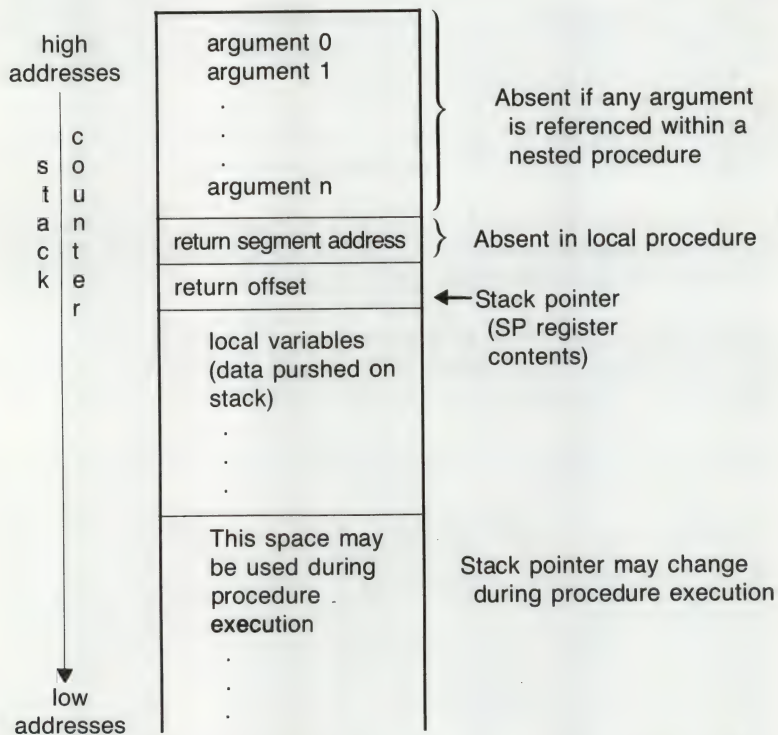 high
addresses
stack
counter
low
addresses
argument 0
argument 1
.
.
.
argument n
return segment address
return offset
local variables
(data purshed on
stack)
.
.
.
This space may
be used during
procedure
execution
.
.
.
Absent if any argument
is referenced within a
nested procedure
Absent in local procedure
Stack pointer
(SP register
contents)
Stack pointer may change
during procedure execution